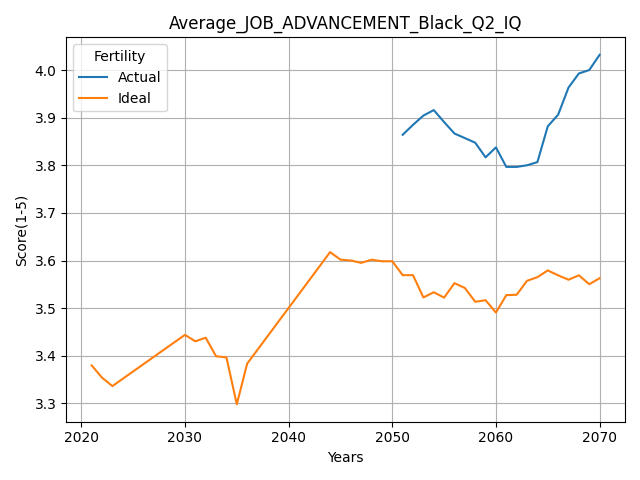 Average_JOB_ADVANCEMENT_Black_Q2_IQ
Fertility
Actual
Ideal
Score(1-5)
4.0
3.9
3.8
3.7
3.6
3.5
3.4
3.3
2020 2030 2040 2050 2060 2070
Years